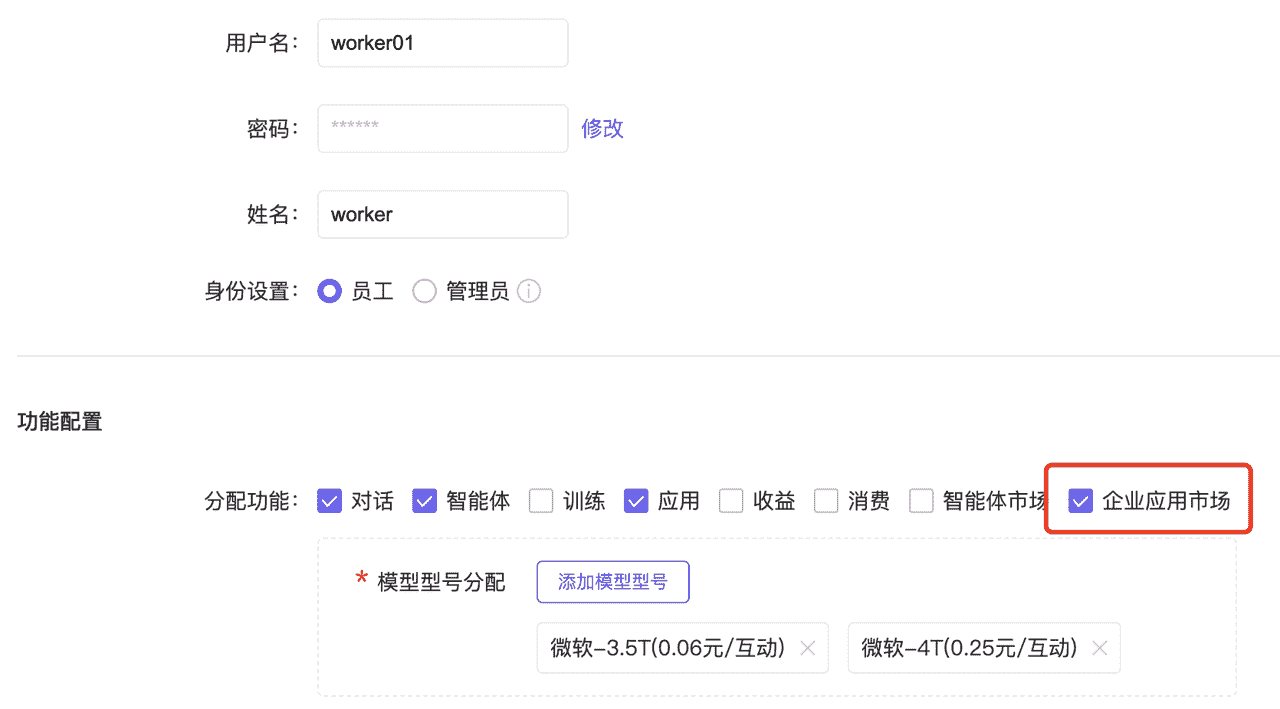 用户名： worker01
密码： ****** 修改
姓名： worker
身份设置： 员工 管理员
功能配置
分配功能： 对话 智能体 训练 应用 收益 消费 智能体市场 企业应用市场
* 模型型号分配 添加模型型号
微软-3.5T(0.06元/互动) 微软-4T(0.25元/互动)